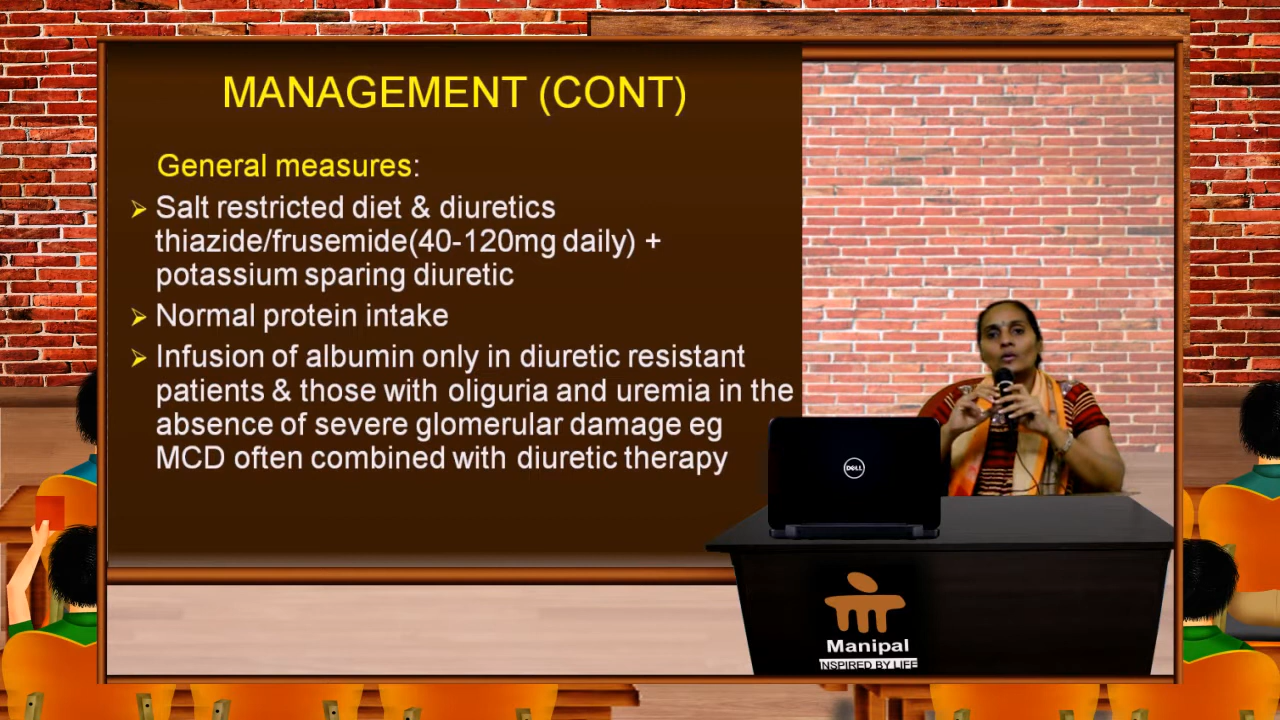 MANAGEMENT (CONT)
General measures:
Salt restricted diet & diuretics
thiazide/frusemide(40-120mg daily) +
potassium sparing diuretic
Normal protein intake
Infusion of albumin only in diuretic resistant
patients & those with oliguria and uremia in the
absence of severe glomerular damage eg
MCD often combined with diuretic therapy
DELL
Manipal
INSPIRED BY LIFE